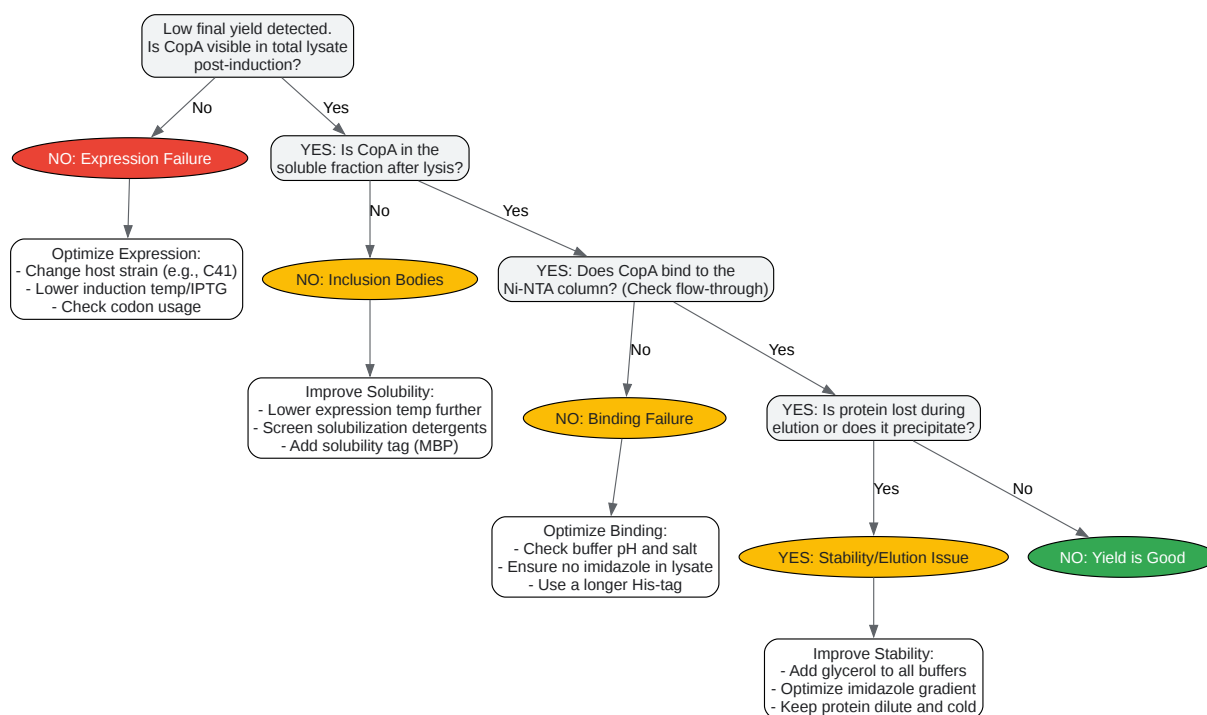 Low final yield detected.
Is CopA visible in total lysate
post-induction?
No
Yes
NO: Expression Failure
YES: Is CopA in the
soluble fraction after lysis?
No
Yes
Optimize Expression:
- Change host strain (e.g., C41)
- Lower induction temp/IPTG
- Check codon usage
NO: Inclusion Bodies
YES: Does CopA bind to the
Ni-NTA column? (Check flow-through)
No
Yes
Improve Solubility:
- Lower expression temp further
- Screen solubilization detergents
- Add solubility tag (MBP)
NO: Binding Failure
YES: Is protein lost during
elution or does it precipitate?
Yes
No
Optimize Binding:
- Check buffer pH and salt
- Ensure no imidazole in lysate
- Use a longer His-tag
YES: Stability/Elution Issue
NO: Yield is Good
Improve Stability:
- Add glycerol to all buffers
- Optimize imidazole gradient
- Keep protein dilute and cold